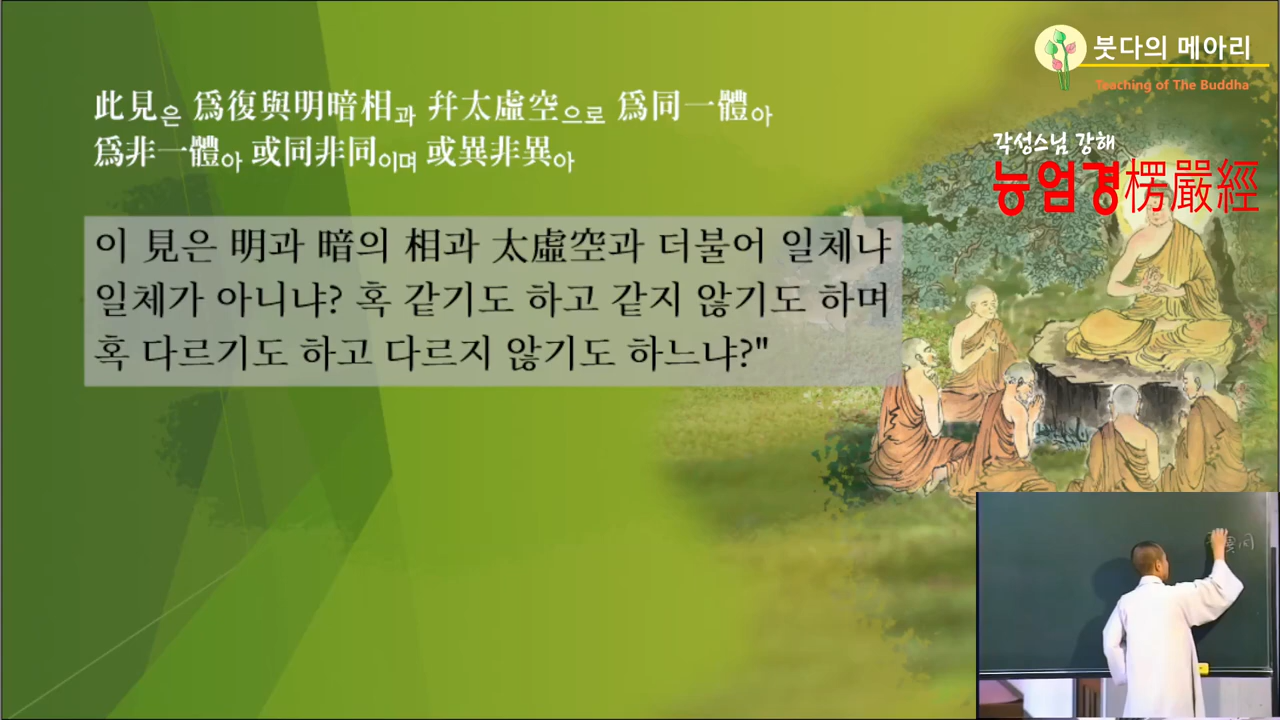 붓다의 메아리
Teaching of The Buddha
각성스님 강해
능엄경楞嚴經
此見은 爲復與明暗相과 幷太虛空으로 爲同一體아
爲非一體아 或同非同이며 或異非異아
이 見은 明과 暗의 相과 太虛空과 더불어 일체냐
일체가 아니냐? 혹 같기도 하고 같지 않기도 하며
혹 다르기도 하고 다르지 않기도 하느냐?"